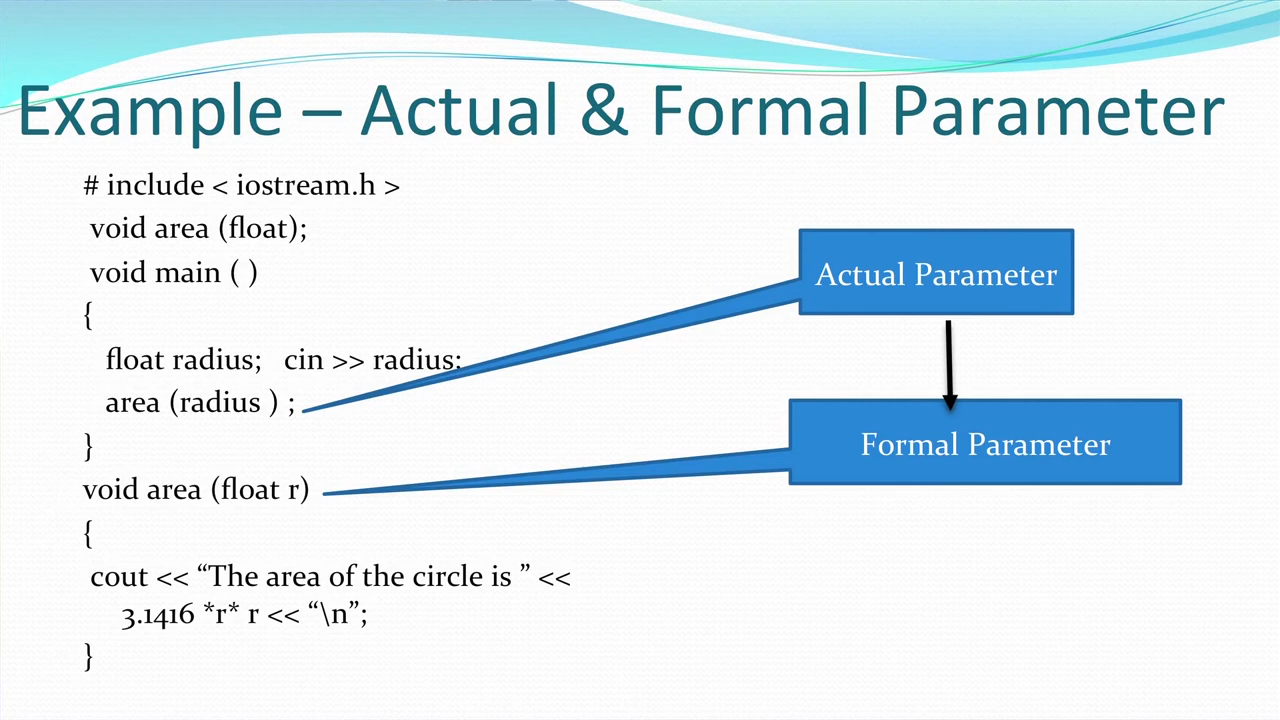 Example – Actual & Formal Parameter
# include < iostream.h >
void area (float);
void main ( )
{
float radius;   cin >> radius;
area (radius ) ;
}
void area (float r)
{
cout << “The area of the circle is ” <<
3.1416 *r* r << “\n”;
}
Actual Parameter
Formal Parameter